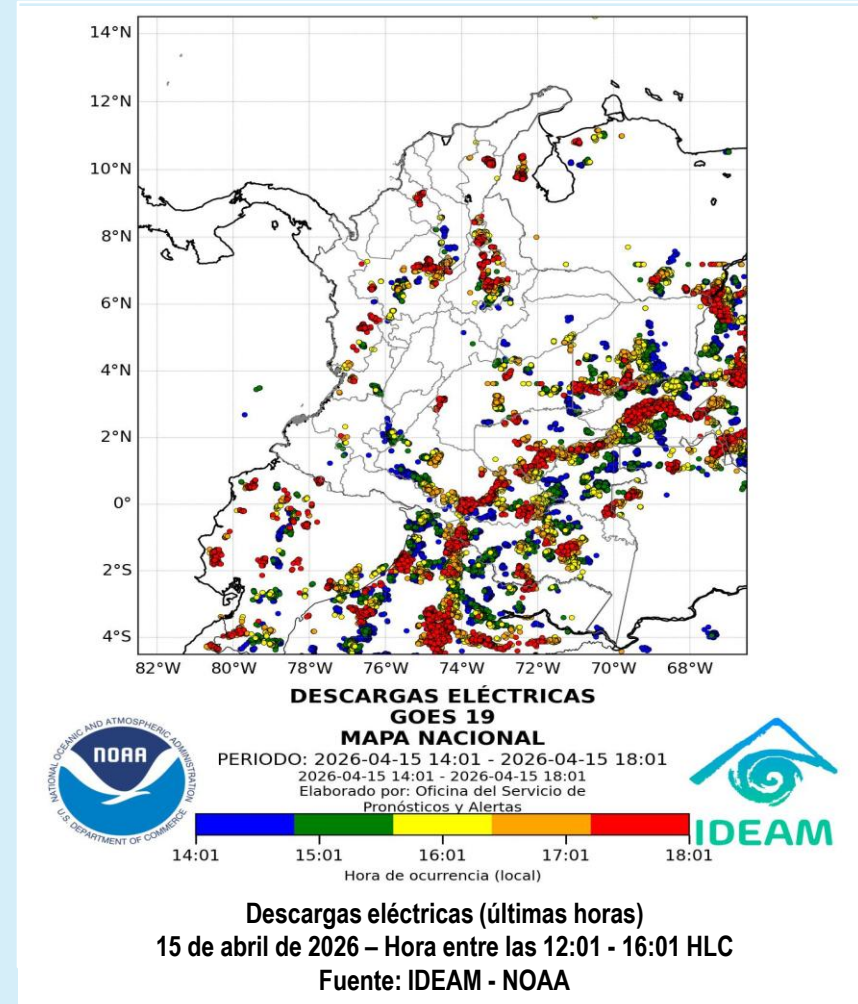 14°N
12°N
10°N
8°N
6°N
4°N
2°N
0°
2°S
4°S
82°W 80°W 78°W 76°W 74°W 72°W 70°W 68°W
DESCARGAS ELÉCTRICAS
GOES 19
MAPA NACIONAL
PERIODO: 2026-04-15 14:01 - 2026-04-15 18:01
2026-04-15 14:01 - 2026-04-15 18:01
Elaborado por: Oficina del Servicio de
Pronósticos y Alertas
NATIONAL OCEANIC AND ATMOSPHERIC ADMINISTRATION
NOAA
U.S. DEPARTMENT OF COMMERCE
IDEAM
14:01 15:01 16:01 17:01 18:01
Hora de ocurrencia (local)
Descargas eléctricas (últimas horas)
15 de abril de 2026 – Hora entre las 12:01 - 16:01 HLC
Fuente: IDEAM - NOAA